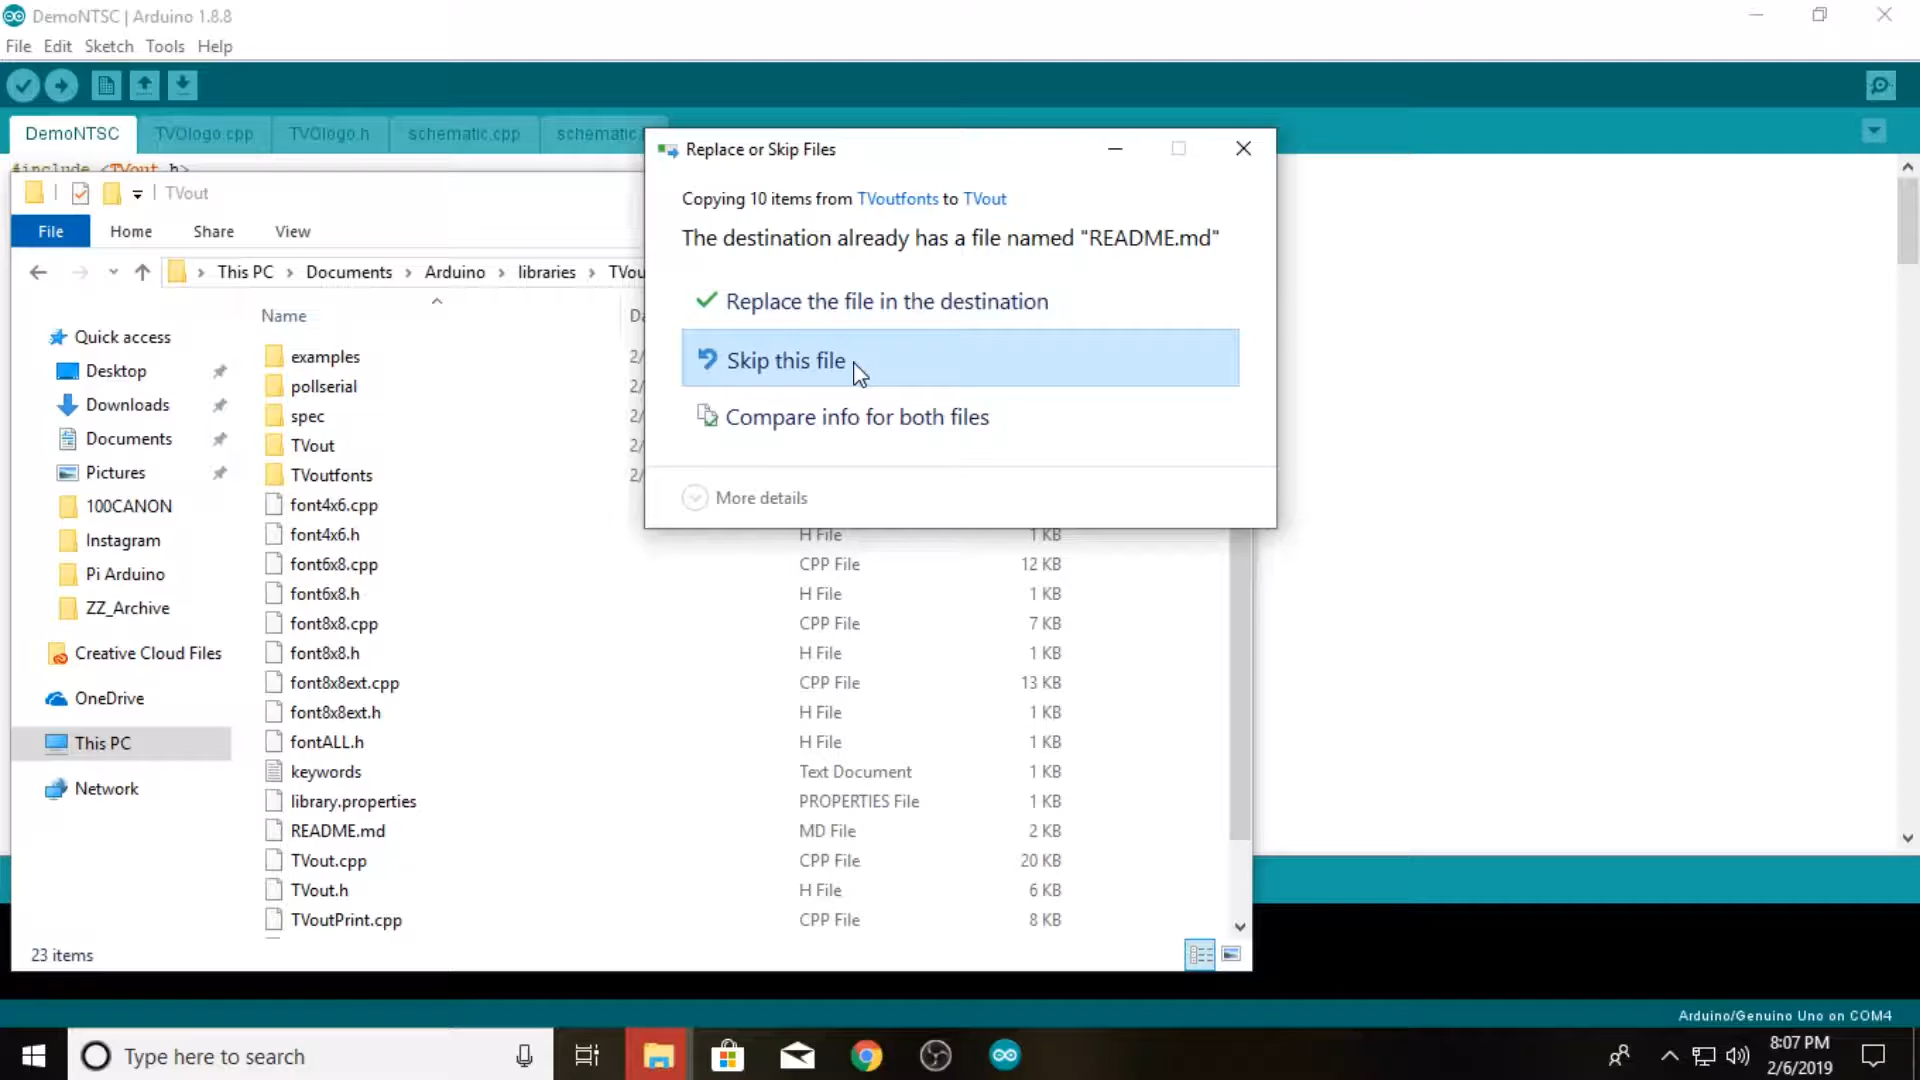 DemoNTSC | Arduino 1.8.8
File Edit Sketch Tools Help
DemoNTSC TVOlogo.cpp TVOlogo.h schematic.cpp schematic.
#include <TVout.h>
TVout
File Home Share View
This PC > Documents > Arduino > libraries > TVou
Name
Quick access
Desktop
Downloads
Documents
Pictures
100CANON
Instagram
Pi Arduino
ZZ_Archive
Creative Cloud Files
OneDrive
This PC
Network
examples 2/
pollserial 2/
spec 2/
TVout 2/
TVoutfonts 2/
font4x6.cpp
font4x6.h H File 1 KB
font6x8.cpp CPP File 12 KB
font6x8.h H File 1 KB
font8x8.cpp CPP File 7 KB
font8x8.h H File 1 KB
font8x8ext.cpp CPP File 13 KB
font8x8ext.h H File 1 KB
fontALL.h H File 1 KB
keywords Text Document 1 KB
library.properties PROPERTIES File 1 KB
README.md MD File 2 KB
TVout.cpp CPP File 20 KB
TVout.h H File 6 KB
TVoutPrint.cpp CPP File 8 KB
23 items
Replace or Skip Files
Copying 10 items from TVoutfonts to TVout
The destination already has a file named "README.md"
Replace the file in the destination
Skip this file
Compare info for both files
More details
Arduino/Genuino Uno on COM4
Type here to search
8:07 PM
2/6/2019